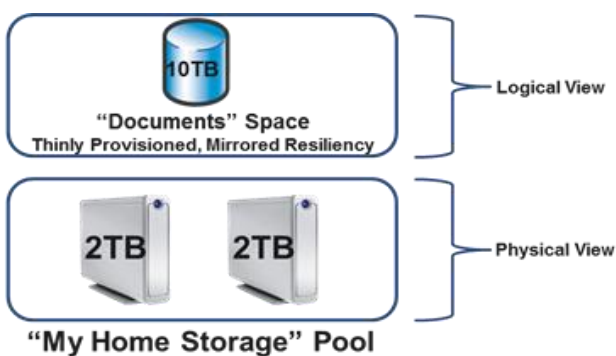 10TB
“Documents” Space
Thinly Provisioned, Mirrored Resiliency
Logical View
2TB
2TB
Physical View
“My Home Storage” Pool